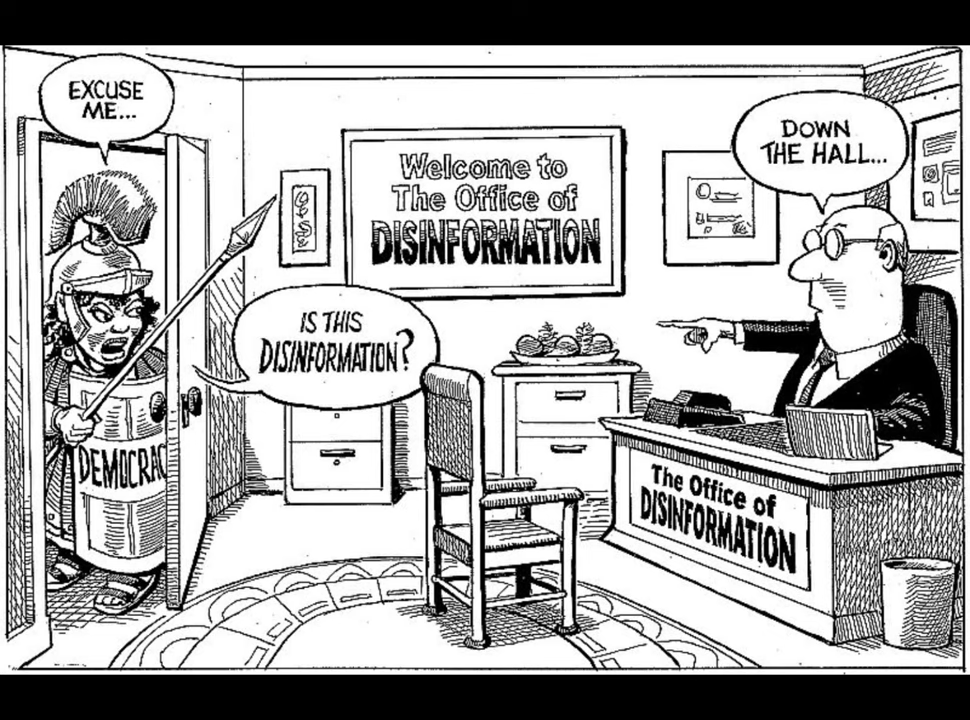 EXCUSE
ME...
DOWN
THE HALL...
Welcome to
The Office of
DISINFORMATION
IS THIS
DISINFORMATION?
DEMOCRAC
The Office of
DISINFORMATION